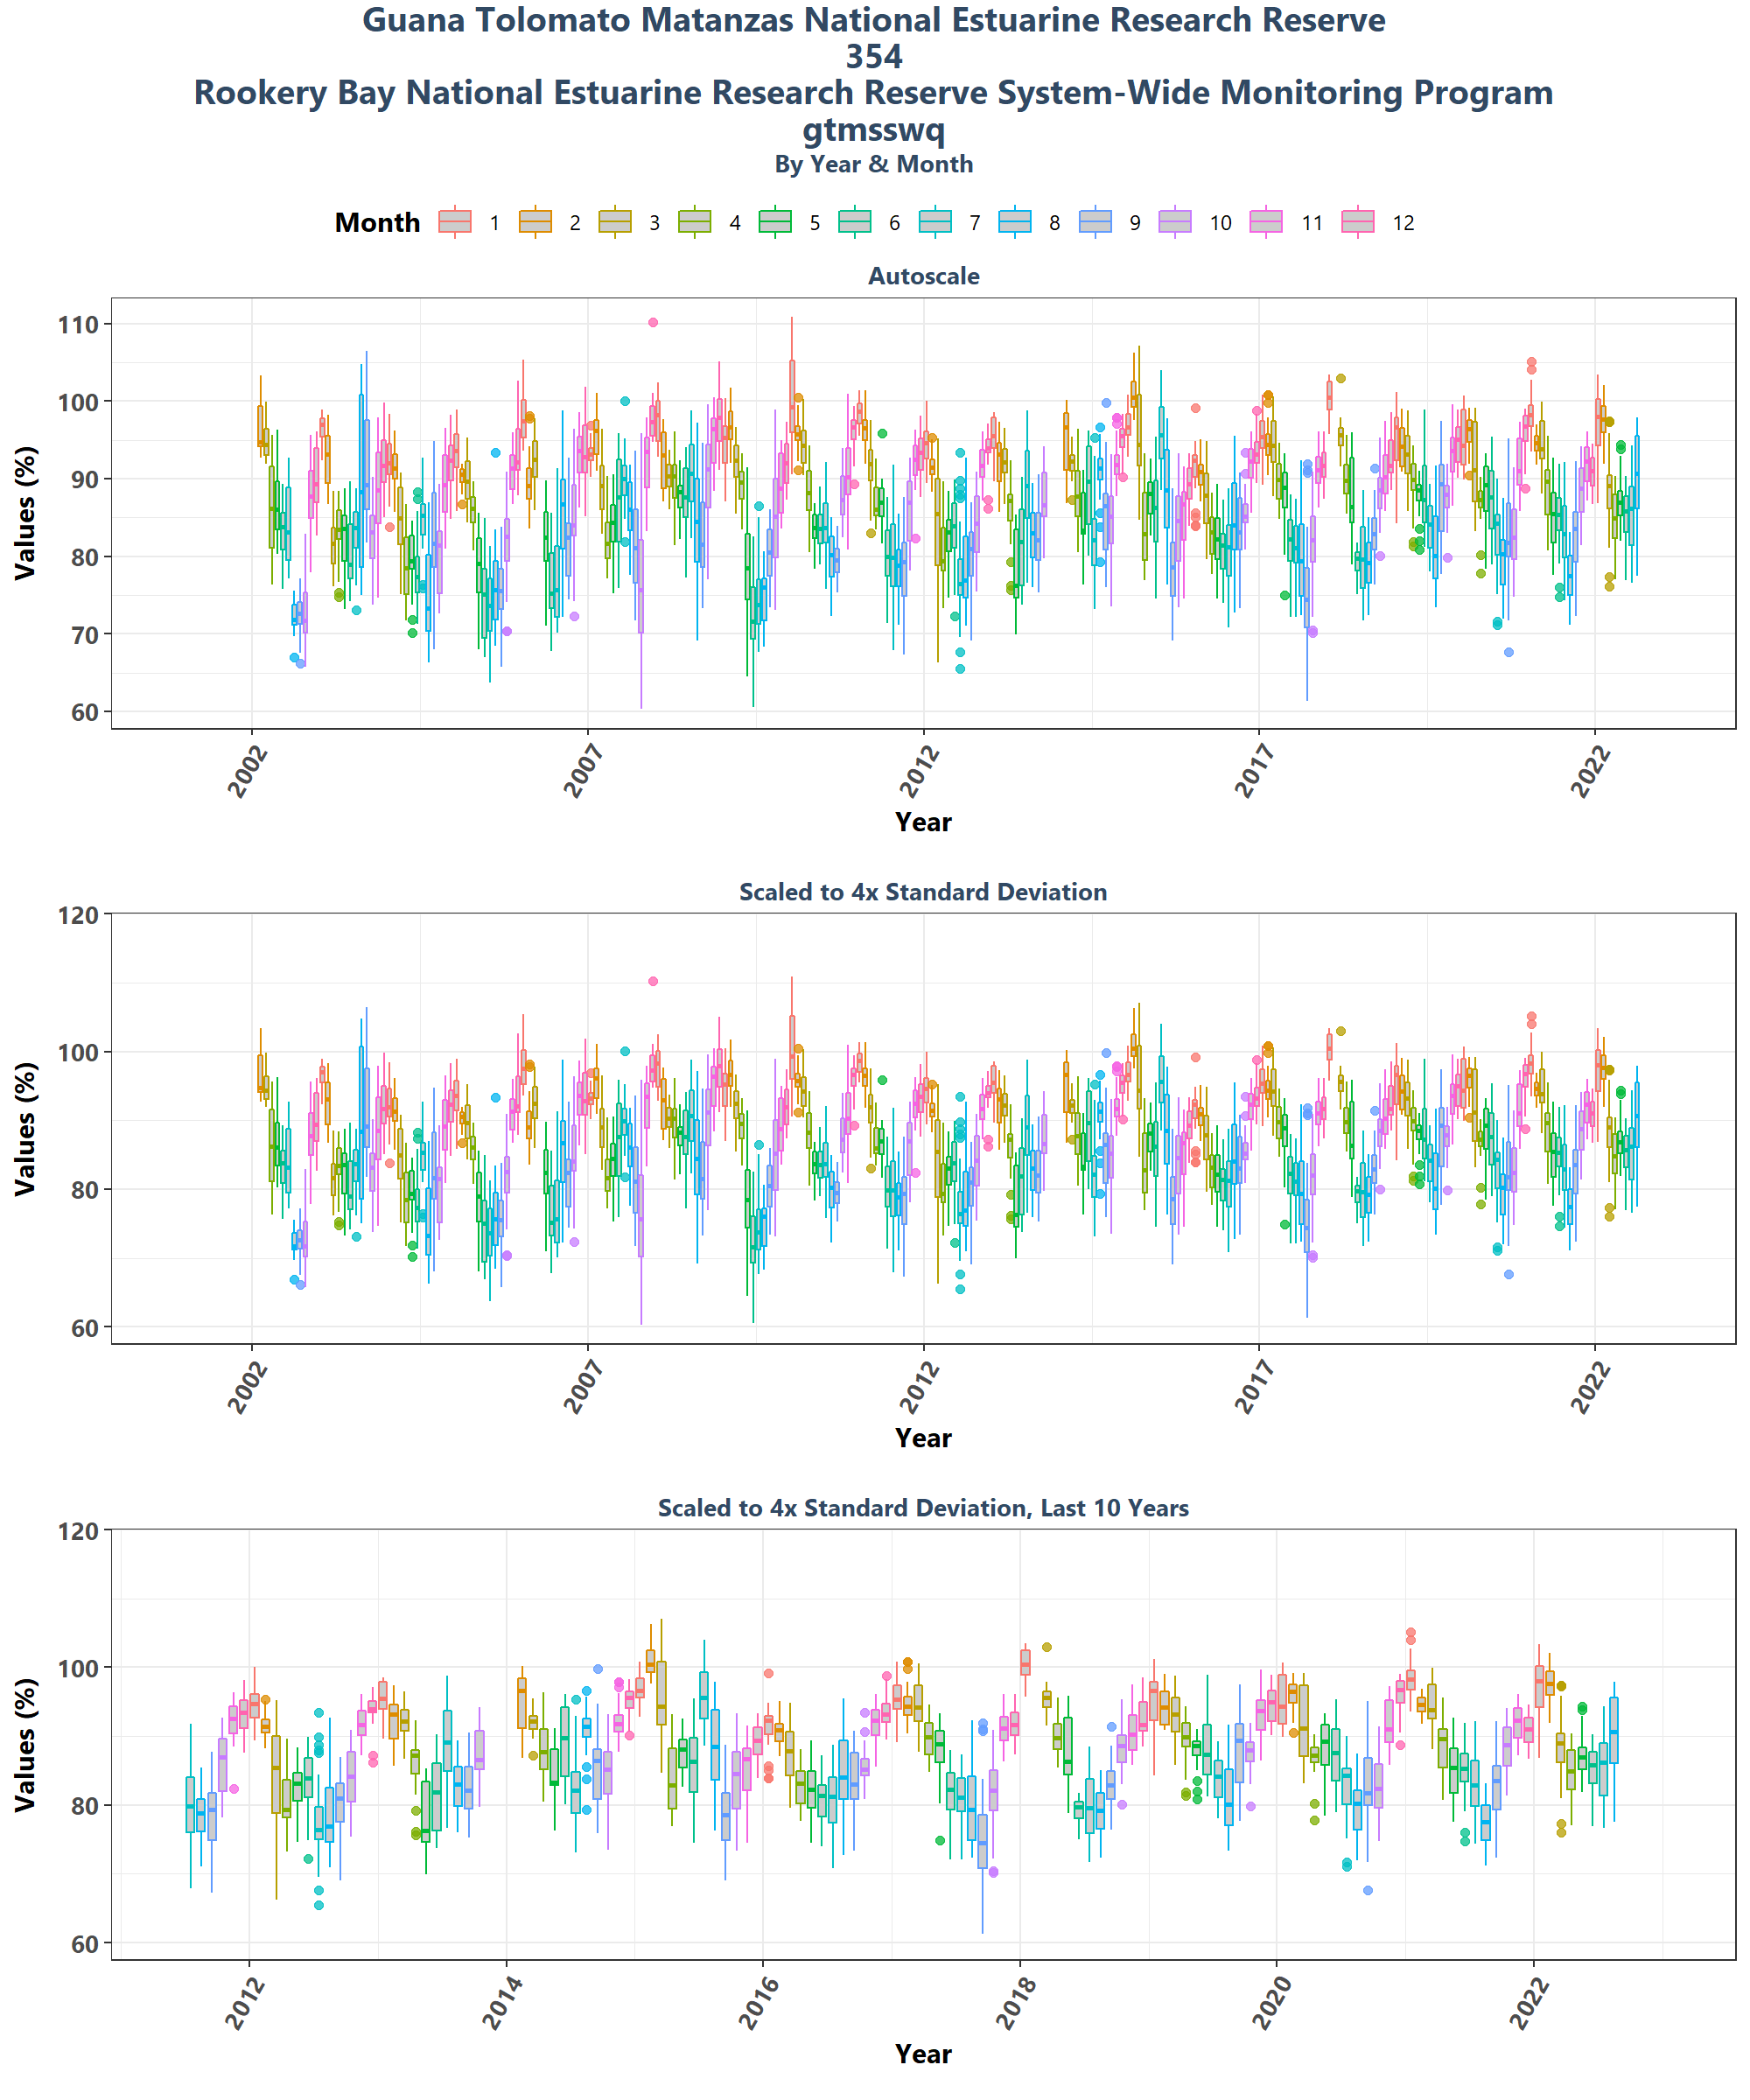 Guana Tolomato Matanzas National Estuarine Research Reserve
354
Rookery Bay National Estuarine Research Reserve System-Wide Monitoring Program
gtmsswq
By Year & Month
Month 1 2 3 4 5 6 7 8 9 10 11 12
Autoscale
Values (%)
110
100
90
80
70
60
2002 2007 2012 2017 2022
Year
Scaled to 4x Standard Deviation
Values (%)
120
100
80
60
2002 2007 2012 2017 2022
Year
Scaled to 4x Standard Deviation, Last 10 Years
Values (%)
120
100
80
60
2012 2014 2016 2018 2020 2022
Year